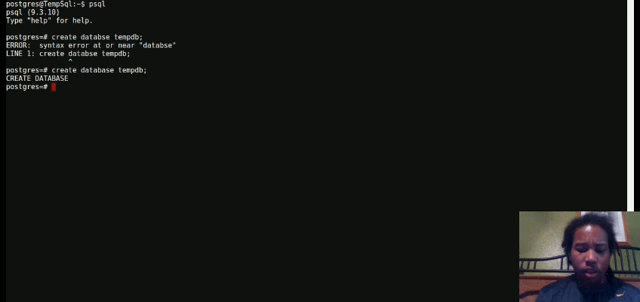 postgres@TempSql:~$ psql
psql (9.3.10)
Type "help" for help.
postgres=# create databse tempdb;
ERROR:  syntax error at or near "databse"
LINE 1: create databse tempdb;
^
postgres=# create database tempdb;
CREATE DATABASE
postgres=#